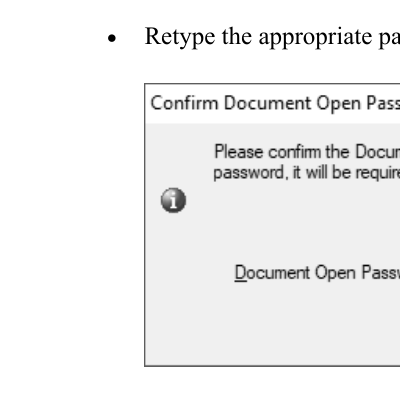 • Retype the appropriate pa
Confirm Document Open Pass
Please confirm the Docum
password, it will be require
Document Open Passw